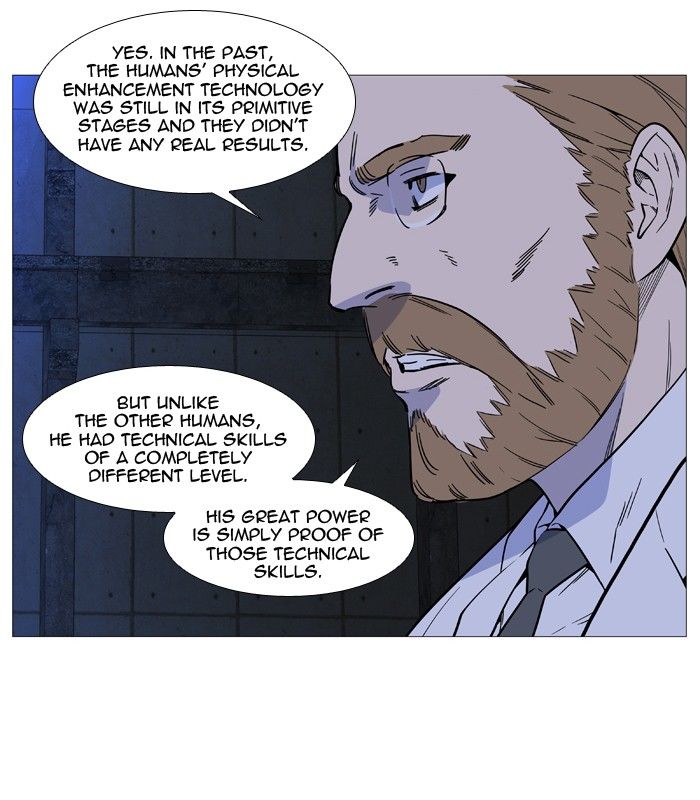 YES. IN THE PAST,
THE HUMANS' PHYSICAL
ENHANCEMENT TECHNOLOGY
WAS STILL IN ITS PRIMITIVE
STAGES AND THEY DIDN'T
HAVE ANY REAL RESULTS.
BUT UNLIKE
THE OTHER HUMANS,
HE HAD TECHNICAL SKILLS
OF A COMPLETELY
DIFFERENT LEVEL.
HIS GREAT POWER
IS SIMPLY PROOF OF
THOSE TECHNICAL
SKILLS.